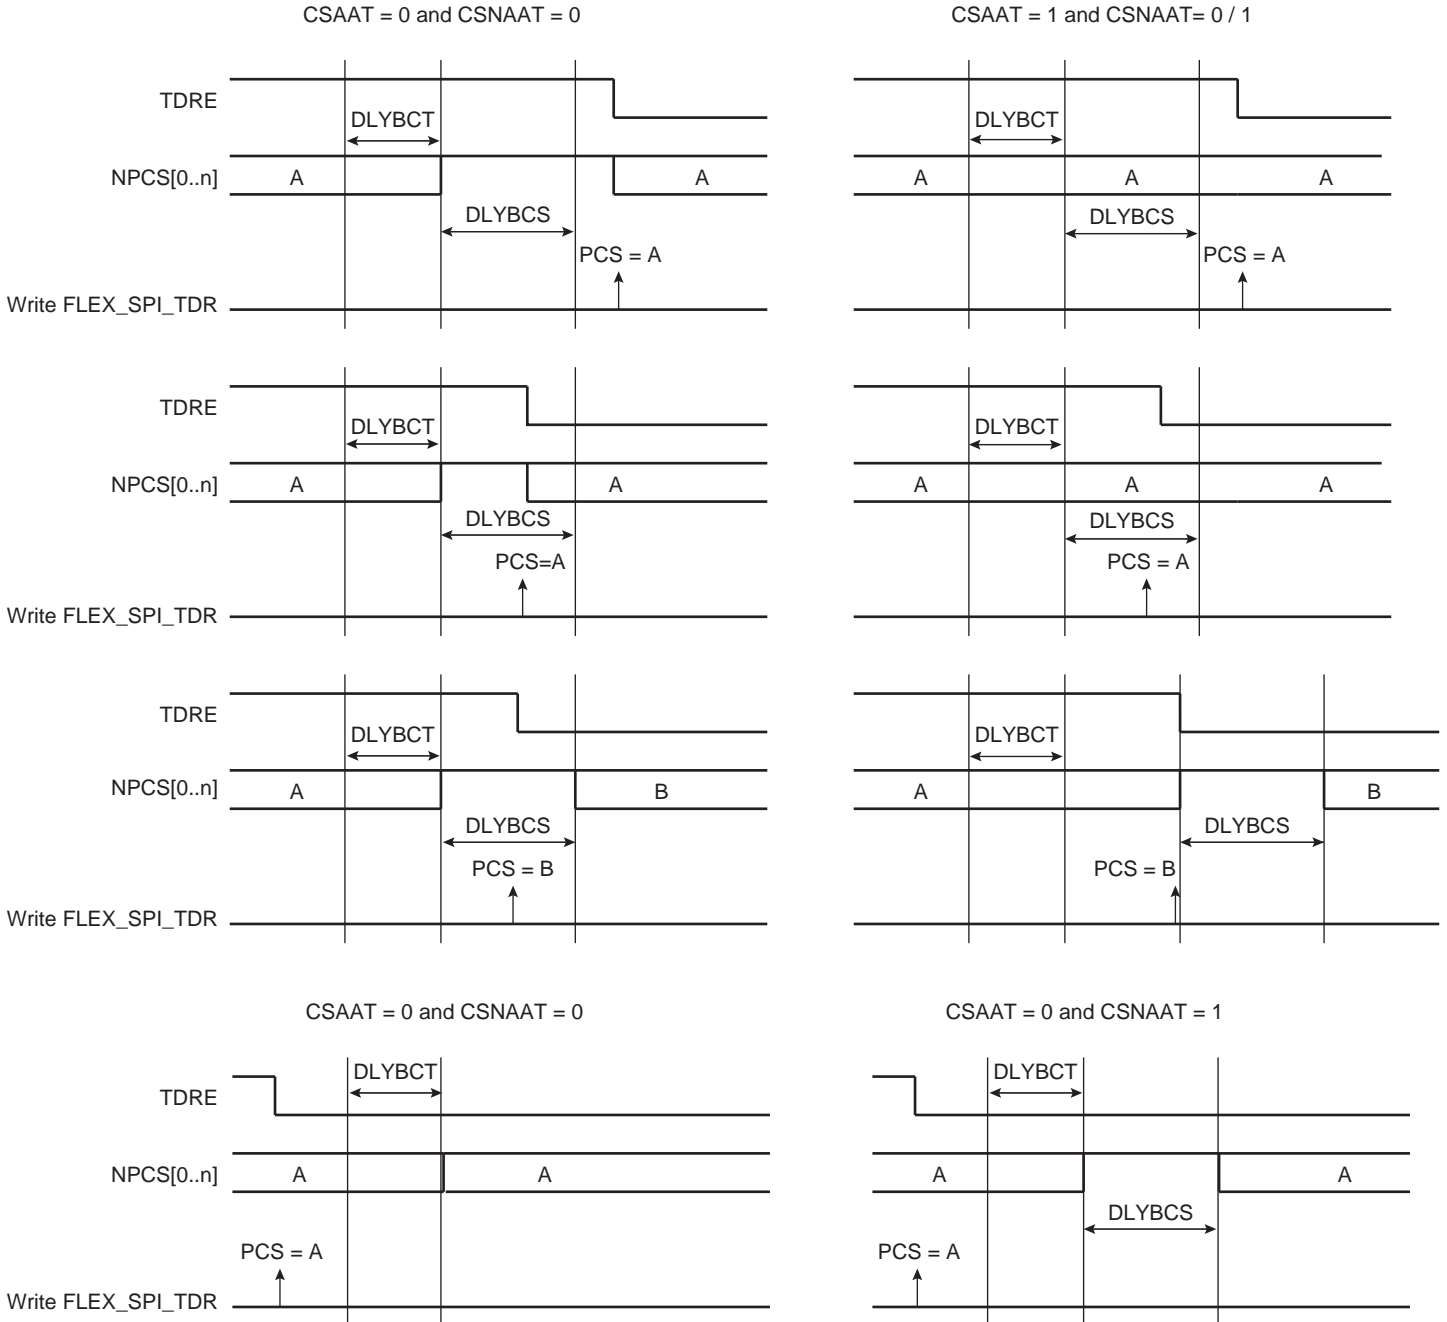 CSAAT = 0 and CSNAAT = 0
CSAAT = 1 and CSNAAT= 0 / 1
TDRE
DLYBCT
DLYBCT
NPCS[0..n]
A
A
A
A
A
DLYBCS
DLYBCS
PCS = A
PCS = A
Write FLEX_SPI_TDR
TDRE
DLYBCT
DLYBCT
NPCS[0..n]
A
A
A
A
A
DLYBCS
DLYBCS
PCS=A
PCS = A
Write FLEX_SPI_TDR
TDRE
DLYBCT
DLYBCT
NPCS[0..n]
A
B
A
B
DLYBCS
DLYBCS
PCS = B
PCS = B
Write FLEX_SPI_TDR
CSAAT = 0 and CSNAAT = 0
CSAAT = 0 and CSNAAT = 1
DLYBCT
DLYBCT
TDRE
NPCS[0..n]
A
A
A
A
DLYBCS
PCS = A
PCS = A
Write FLEX_SPI_TDR